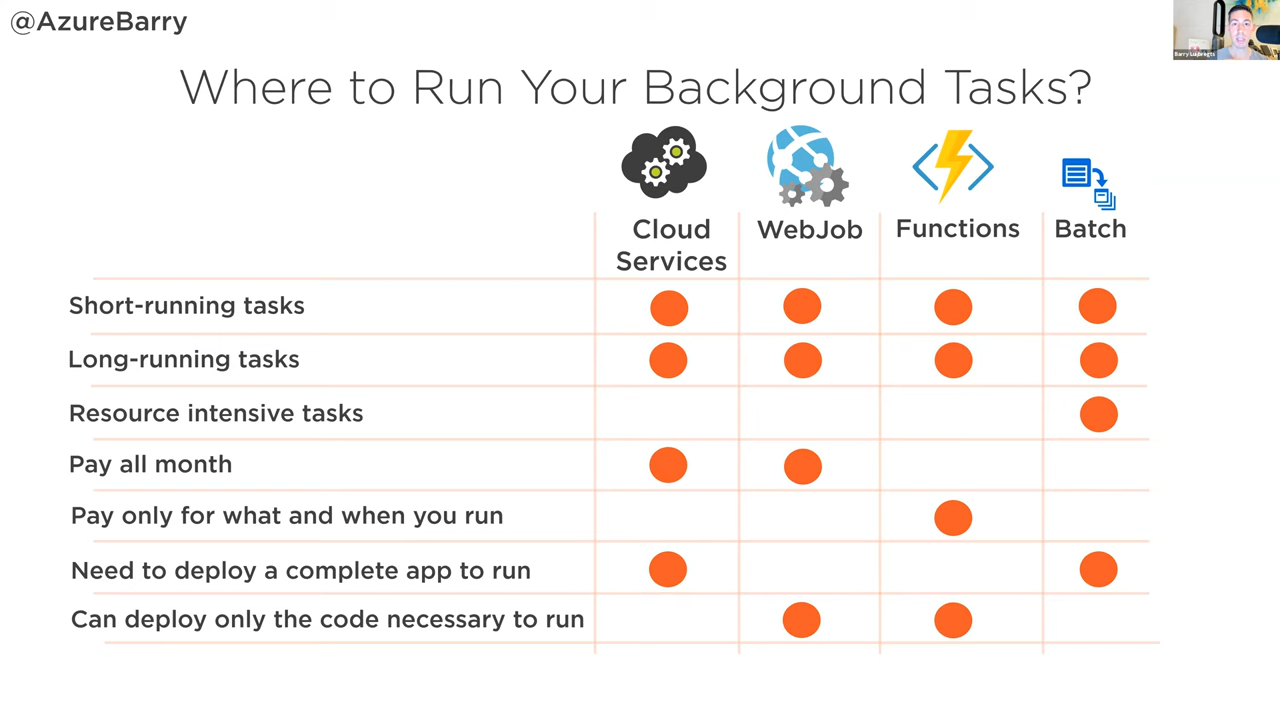 @AzureBarry
Where to Run Your Background Tasks?
Cloud Services
WebJob
Functions
Batch
Short-running tasks
Long-running tasks
Resource intensive tasks
Pay all month
Pay only for what and when you run
Need to deploy a complete app to run
Can deploy only the code necessary to run